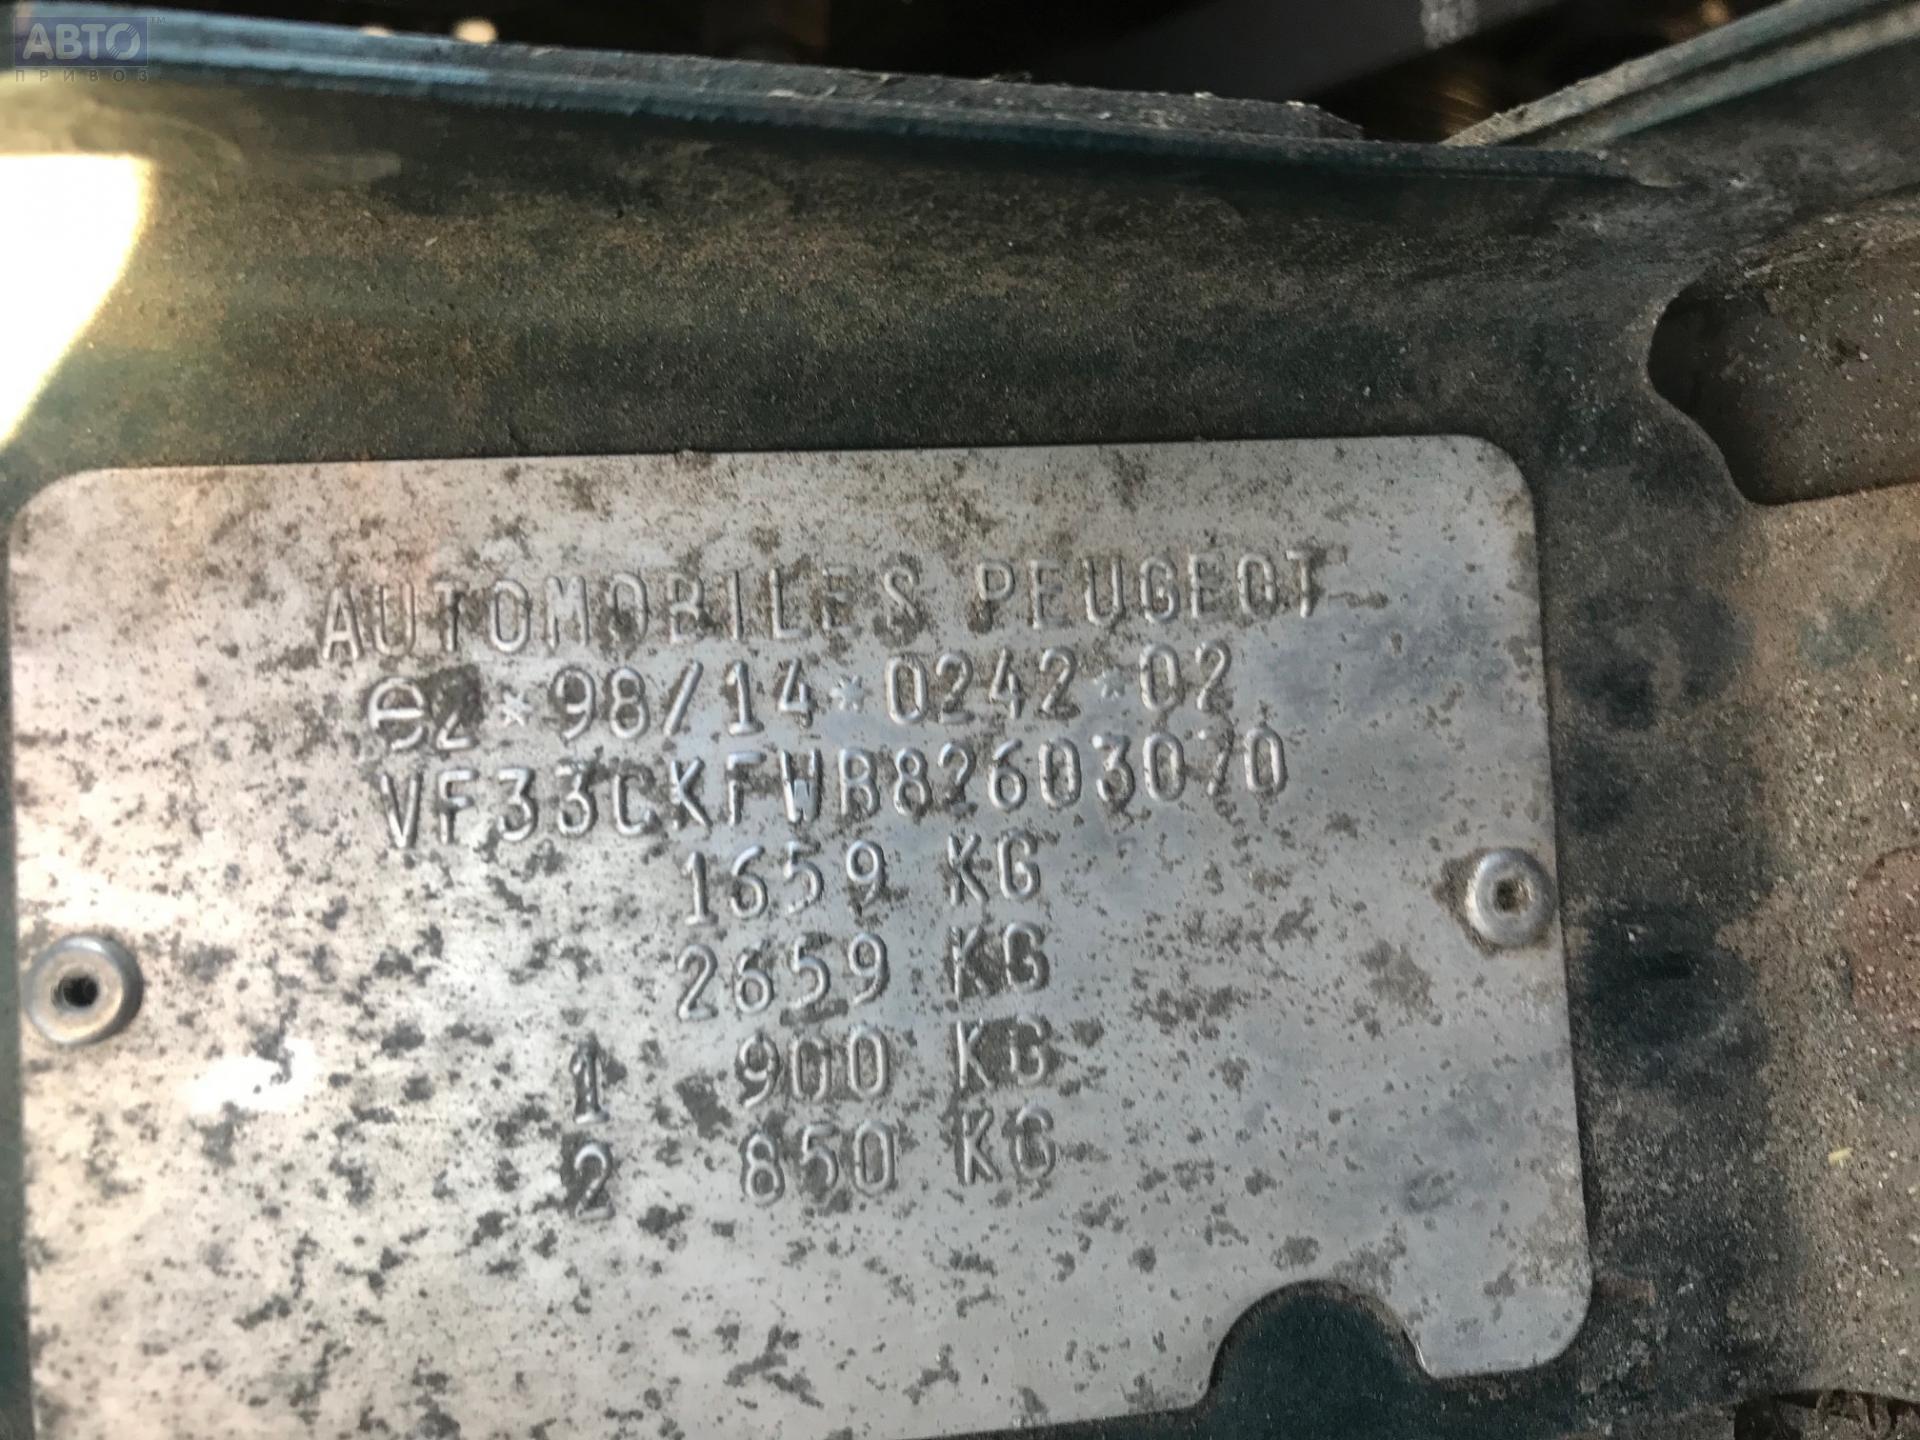 АВТО™
ПРИВОЗ
AUTOMOBILES PEUGEOT
e2*98/14*0242*02
VF33CKFWB82603070
1659 KG
2659 KG
1 900 KG
2 850 KG